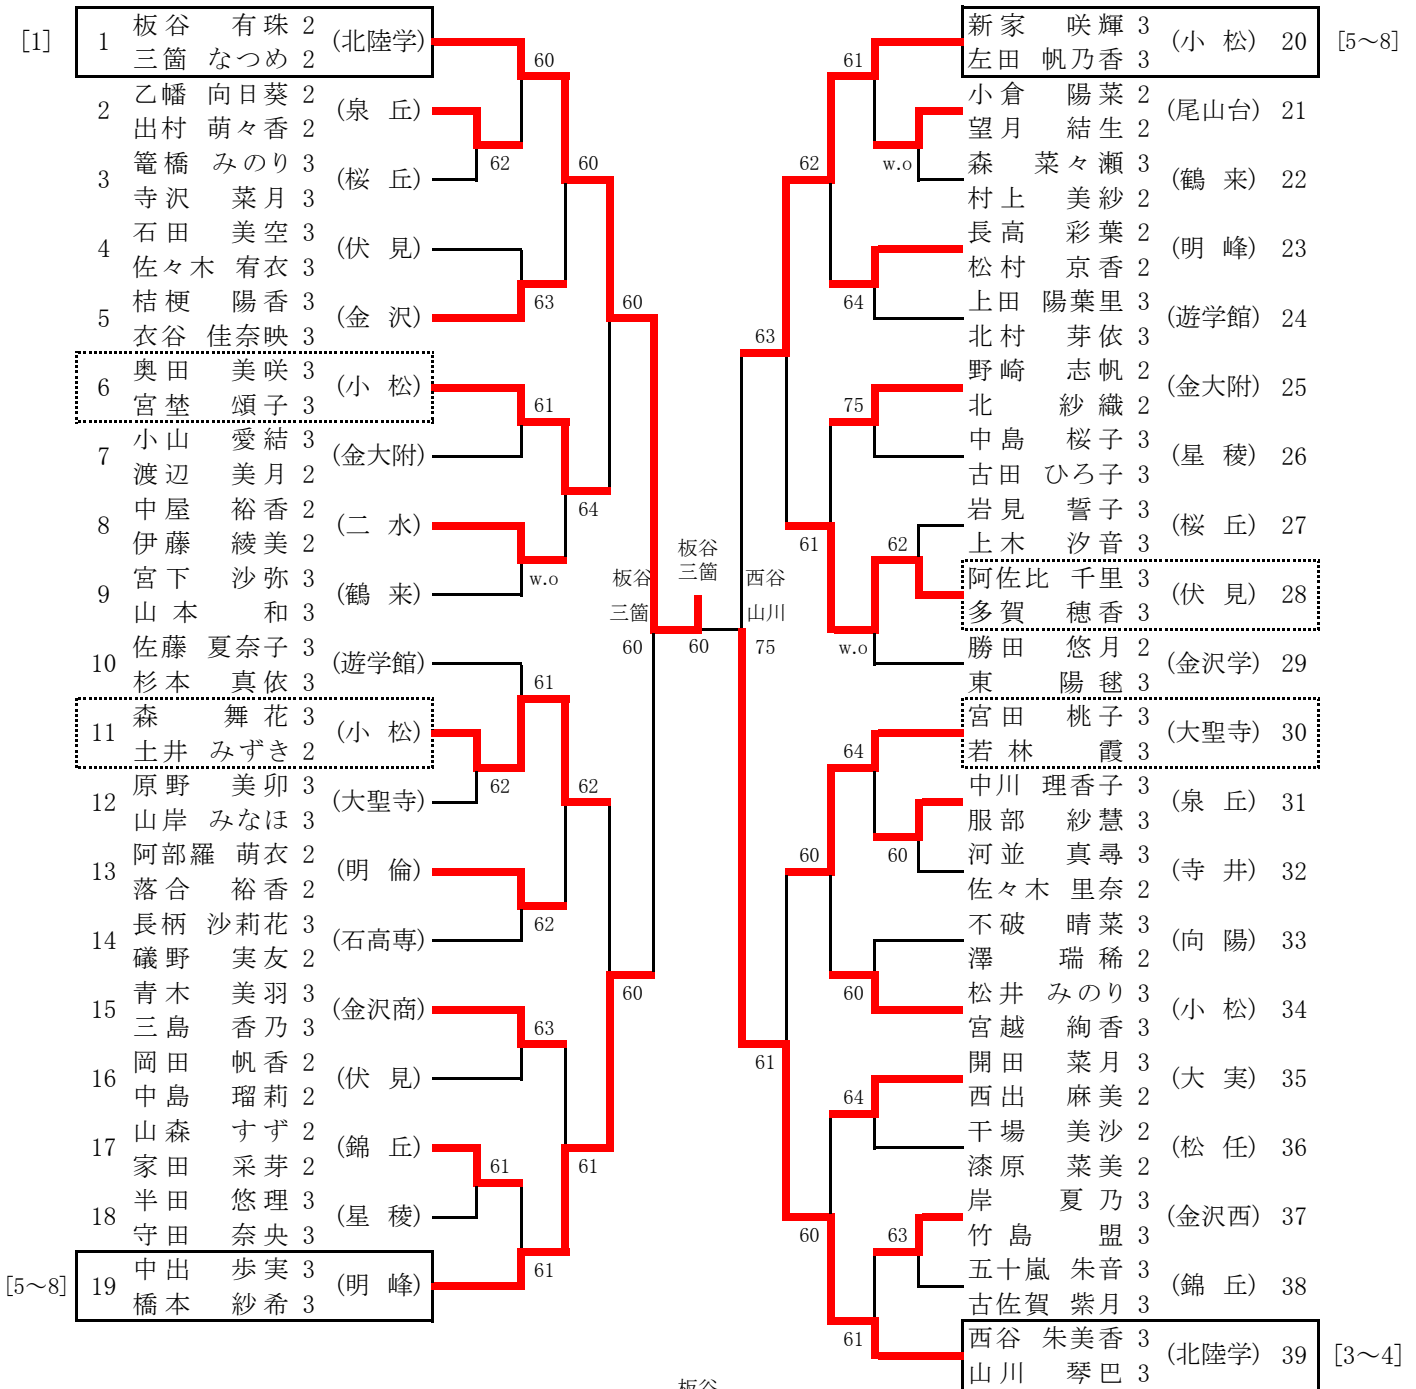 [1] 1 板谷 有珠 2 (北陸学)
三箇 なつめ 2
60
2 乙幡 向日葵 2 (泉 丘)
出村 萌々香 2
62
3 篭橋 みのり 3 (桜 丘)
寺沢 菜月 3
60
4 石田 美空 3 (伏 見)
佐々木 宥衣 3
63
5 桔梗 陽香 3 (金 沢)
衣谷 佳奈映 3
60
6 奥田 美咲 3 (小 松)
宮埜 頌子 3
61
7 小山 愛結 3 (金大附)
渡辺 美月 2
64
8 中屋 裕香 2 (二 水)
伊藤 綾美 2
w.o
9 宮下 沙弥 3 (鶴 来)
山本 和 3
板谷
三箇
60
10 佐藤 夏奈子 3 (遊学館)
杉本 真依 3
61
11 森 舞花 3 (小 松)
土井 みずき 2
62
12 原野 美卯 3 (大聖寺)
山岸 みなほ 3
62
13 阿部羅 萌衣 2 (明 倫)
落合 裕香 2
62
14 長柄 沙莉花 3 (石高専)
礒野 実友 2
60
15 青木 美羽 3 (金沢商)
三島 香乃 3
63
16 岡田 帆香 2 (伏 見)
中島 瑠莉 2
17 山森 すず 2 (錦 丘)
家田 采芽 2
61
61
18 半田 悠理 3 (星 稜)
守田 奈央 3
61
[5～8] 19 中出 歩実 3 (明 峰)
橋本 紗希 3
板谷
三箇
60
西谷
山川
75
新家 咲輝 3 (小 松) 20 [5～8]
左田 帆乃香 3
61
小倉 陽菜 2 (尾山台) 21
望月 結生 2
w.o
森 菜々瀬 3 (鶴 来) 22
村上 美紗 2
62
長高 彩葉 2 (明 峰) 23
松村 京香 2
64
上田 陽葉里 3 (遊学館) 24
北村 芽依 3
63
野崎 志帆 2 (金大附) 25
北 紗織 2
75
中島 桜子 3 (星 稜) 26
古田 ひろ子 3
61
岩見 誓子 3 (桜 丘) 27
上木 汐音 3
62
阿佐比 千里 3 (伏 見) 28
多賀 穂香 3
w.o
勝田 悠月 2 (金沢学) 29
東 陽毬 3
宮田 桃子 3 (大聖寺) 30
若林 霞 3
64
中川 理香子 3 (泉 丘) 31
服部 紗慧 3
60
60
河並 真尋 3 (寺 井) 32
佐々木 里奈 2
不破 晴菜 3 (向 陽) 33
澤 瑞稀 2
60
松井 みのり 3 (小 松) 34
宮越 絢香 3
61
開田 菜月 3 (大 実) 35
西出 麻美 2
64
干場 美沙 2 (松 任) 36
漆原 菜美 2
60
岸 夏乃 3 (金沢西) 37
竹島 盟 3
63
五十嵐 朱音 3 (錦 丘) 38
古佐賀 紫月 3
61
西谷 朱美香 3 (北陸学) 39 [3～4]
山川 琴巴 3
板谷